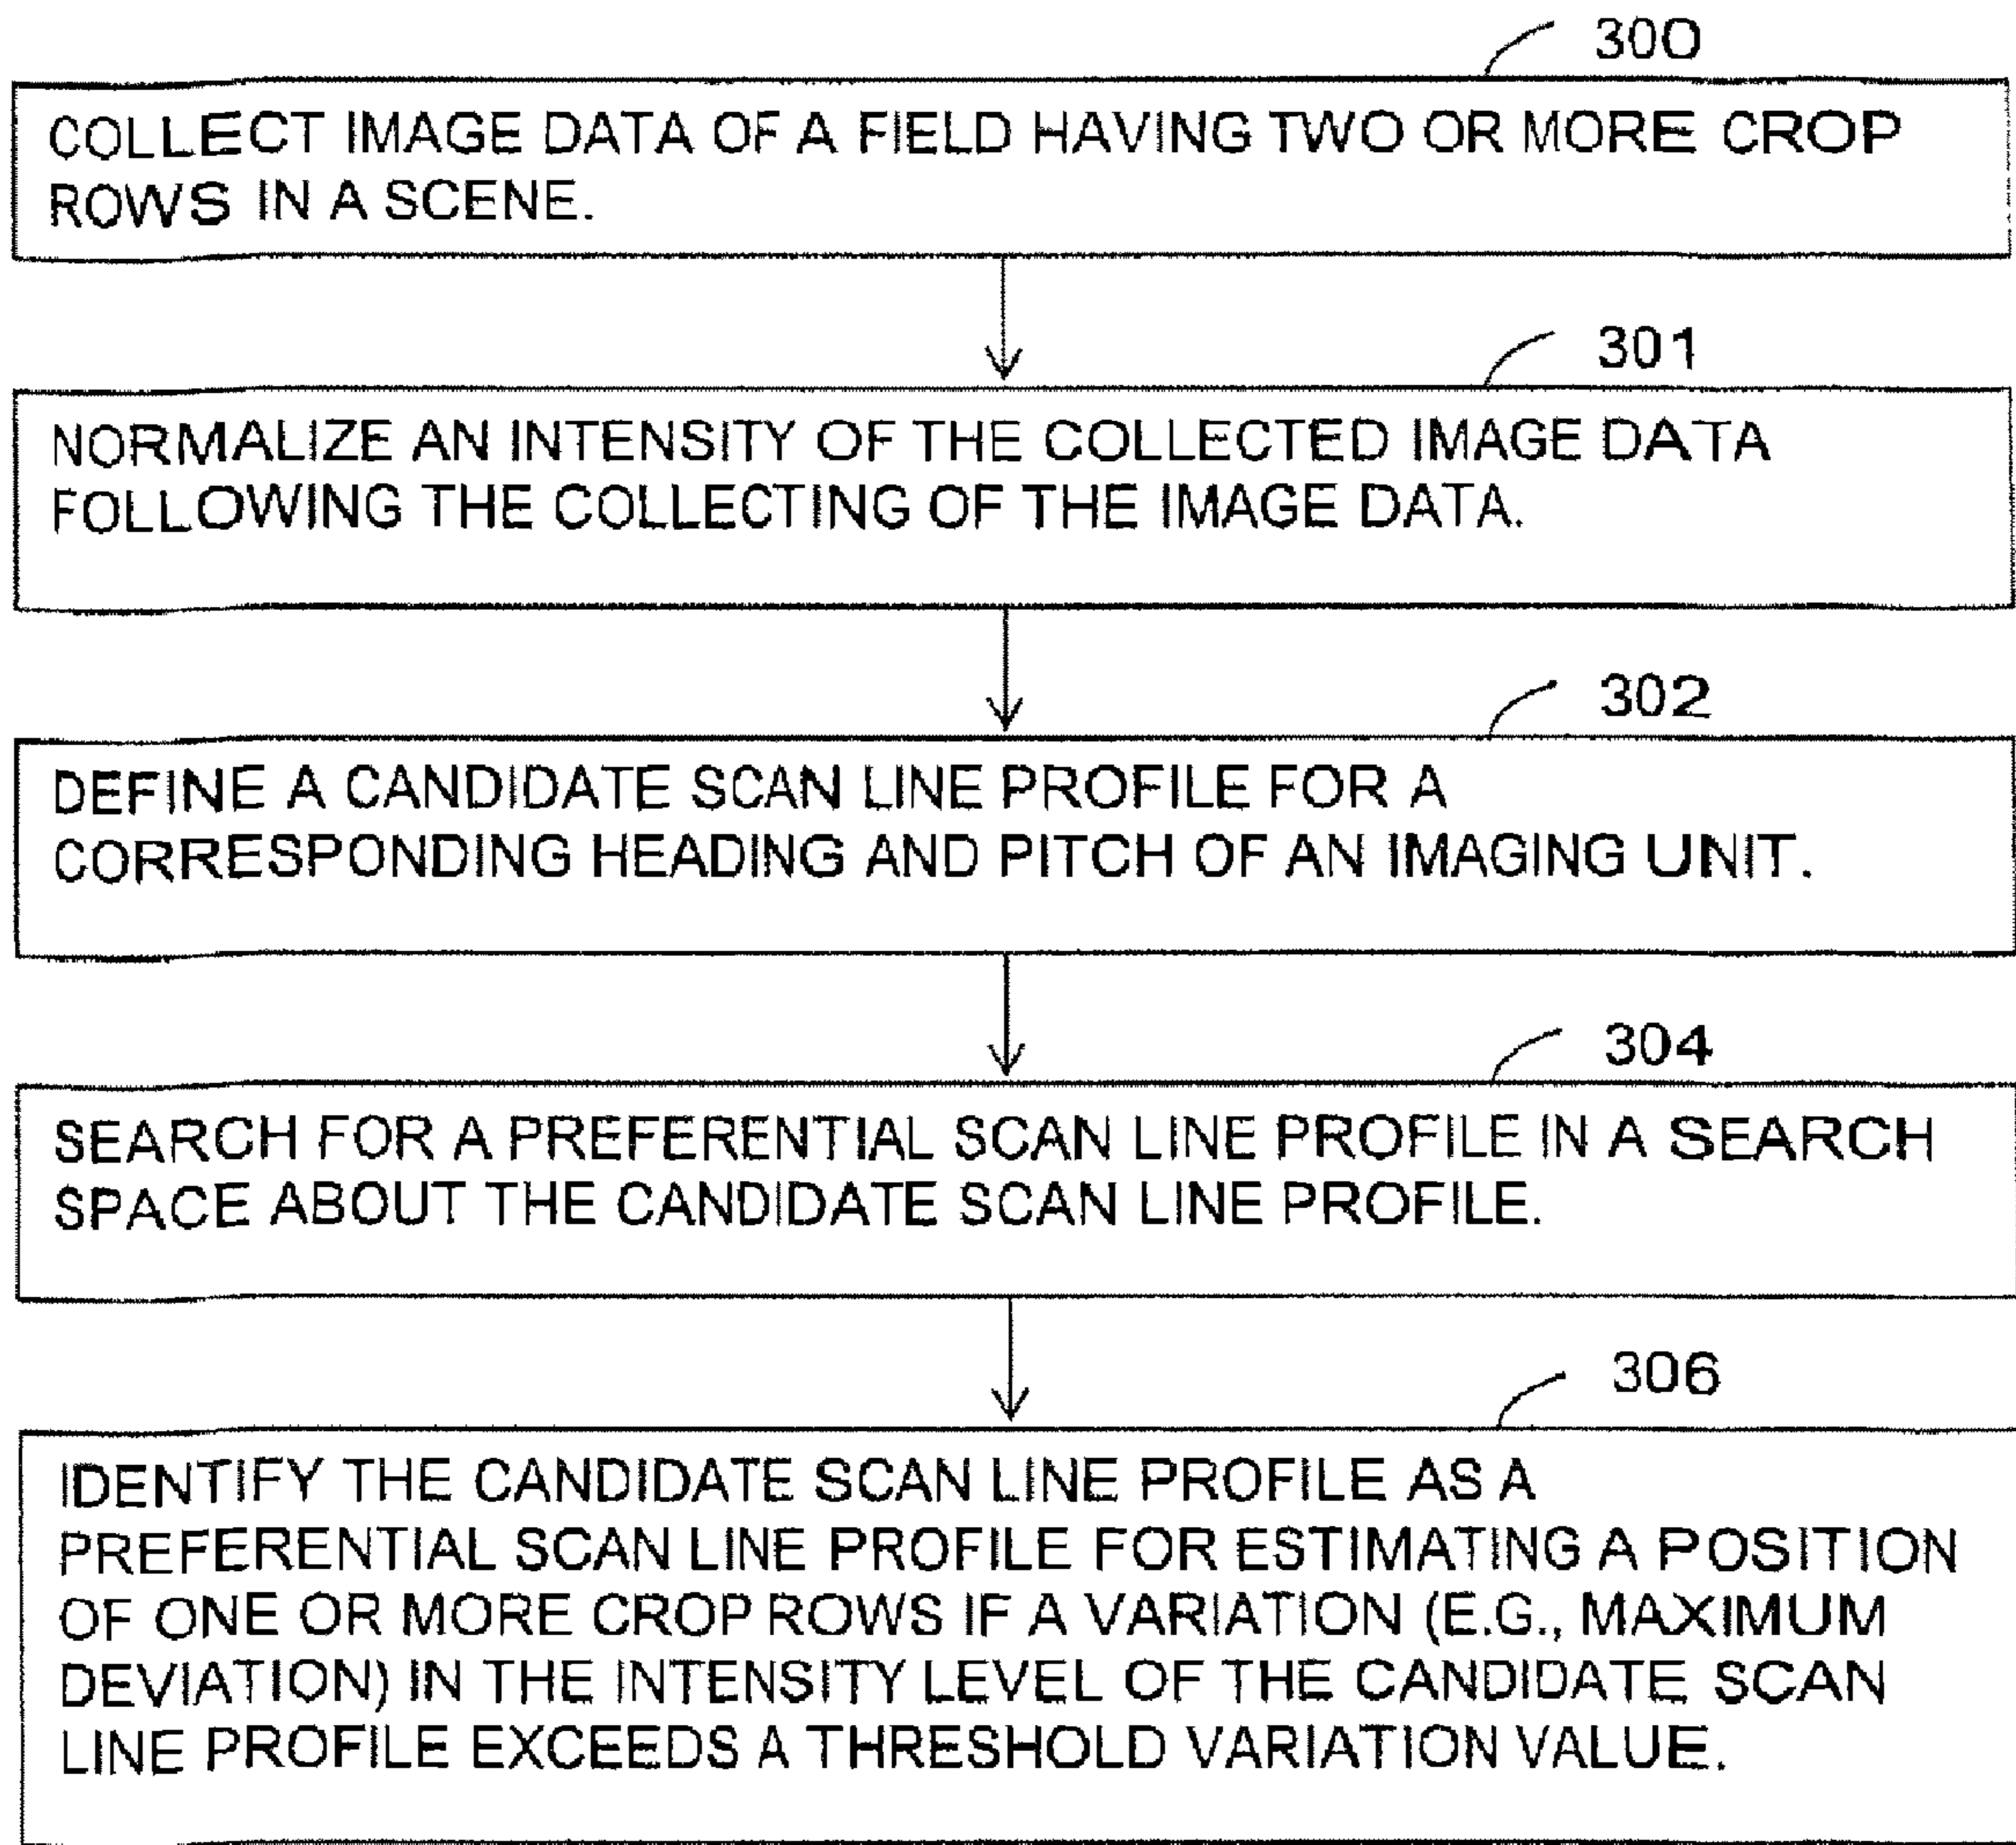 300
COLLECT IMAGE DATA OF A FIELD HAVING TWO OR MORE CROP
ROWS IN A SCENE.
301
NORMALIZE AN INTENSITY OF THE COLLECTED IMAGE DATA
FOLLOWING THE COLLECTING OF THE IMAGE DATA.
302
DEFINE A CANDIDATE SCAN LINE PROFILE FOR A
CORRESPONDING HEADING AND PITCH OF AN IMAGING UNIT.
304
SEARCH FOR A PREFERENTIAL SCAN LINE PROFILE IN A SEARCH
SPACE ABOUT THE CANDIDATE SCAN LINE PROFILE.
306
IDENTIFY THE CANDIDATE SCAN LINE PROFILE AS A
PREFERENTIAL SCAN LINE PROFILE FOR ESTIMATING A POSITION
OF ONE OR MORE CROP ROWS IF A VARIATION (E.G., MAXIMUM
DEVIATION) IN THE INTENSITY LEVEL OF THE CANDIDATE SCAN
LINE PROFILE EXCEEDS A THRESHOLD VARIATION VALUE.